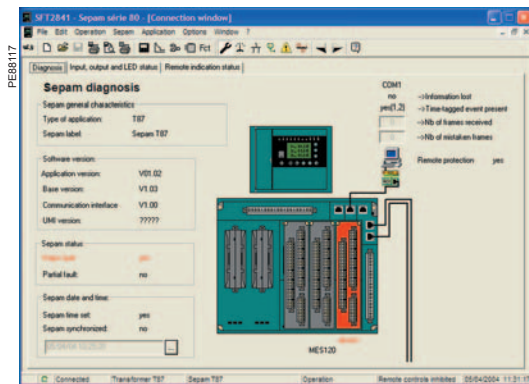 PE88117
SFT2841 - Sepam série 80 - [Connection window]
File Edit Operation Sepam Application Options Window ?
Fct
Diagnosis Input, output and LED status Remote indication status
Sepam diagnosis
Sepam general characteristics
Type of application T87
Sepam label Sepam T87
Software version:
Application version: V01.02
Base version: V1.03
Communication interface V1.00
UMI version: ?????
Sepam status
yes
Partial fault: no
Sepam date and time:
Sepam time set: yes
Sepam synchronized: no
...
COM1
no ->Information lost
yes(1,2) ->Time-tagged event present
->Nb of frames received
->Nb of mistaken frames
Remote protection yes
MES120
Connected Transformer T87 Sepam T87 Operation Remote controls inhibited 05/04/2004 11:31:15